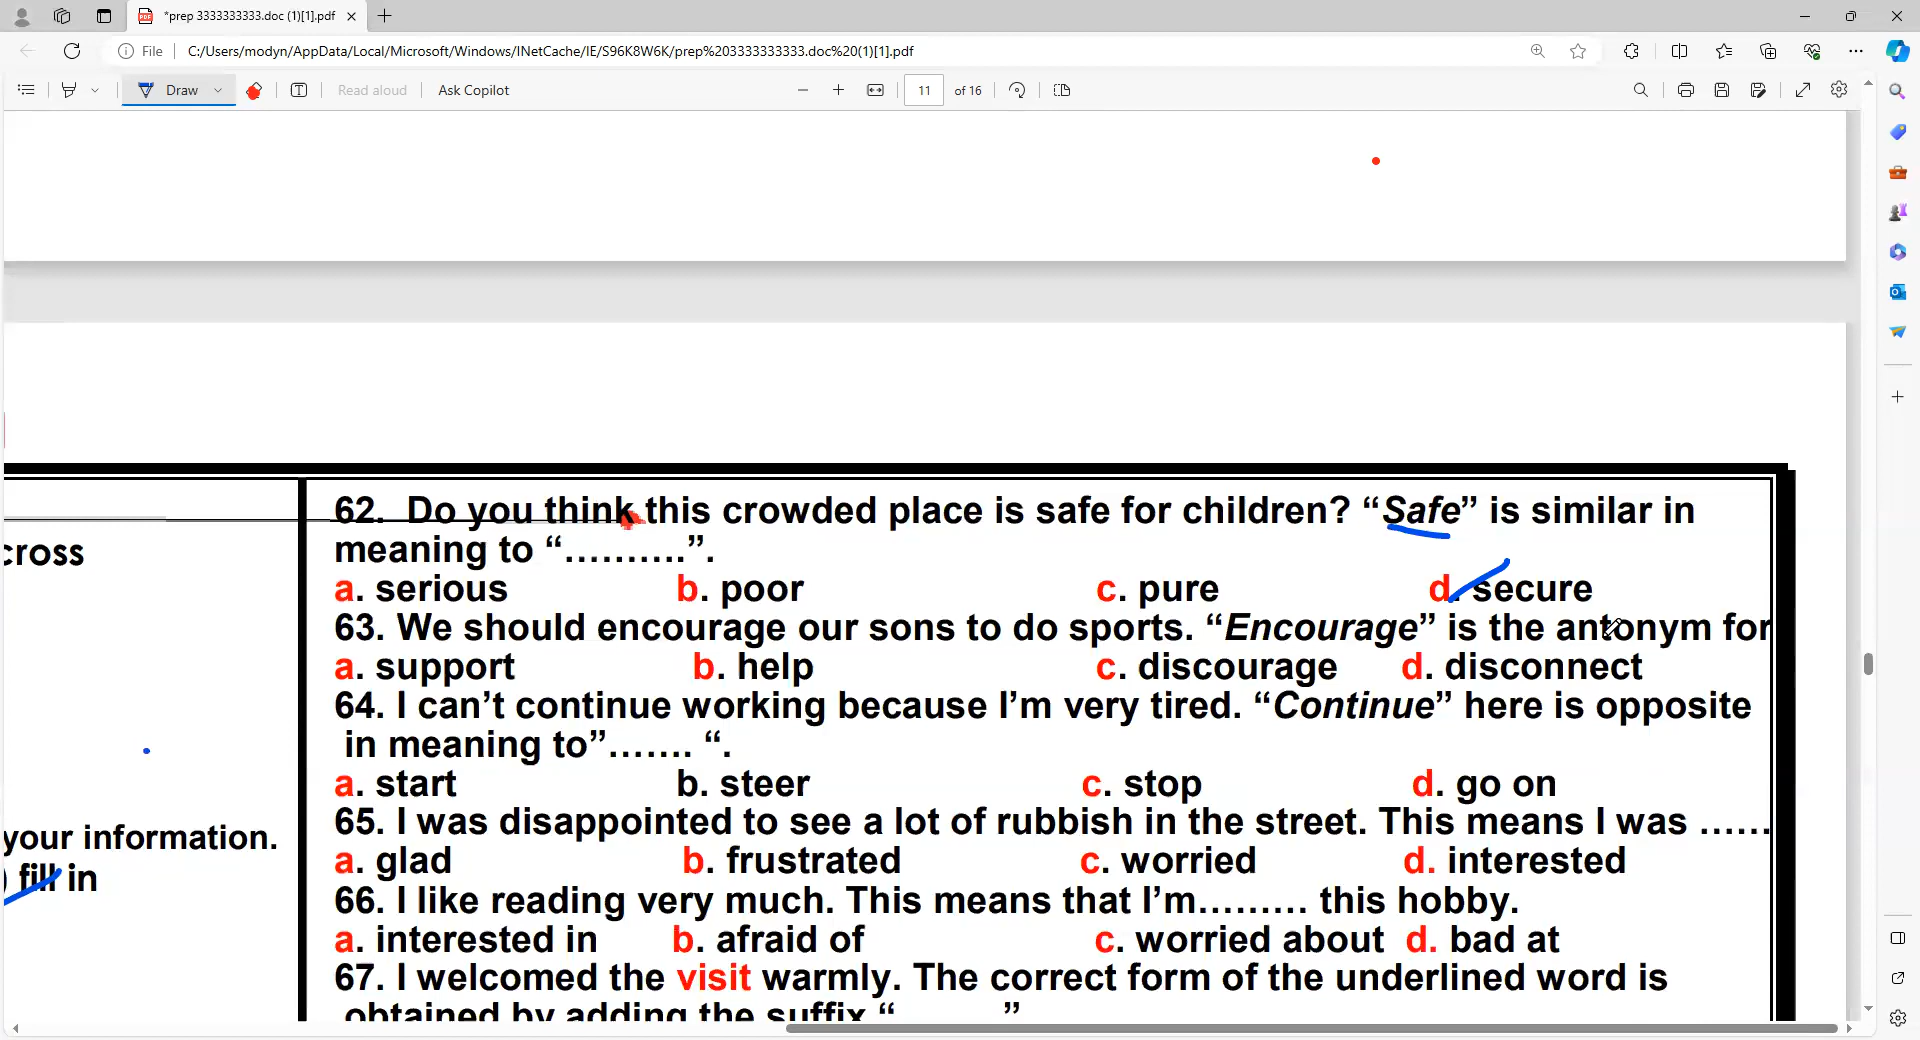 *prep 3333333333.doc (1)[1].pdf
File
C:/Users/modyn/AppData/Local/Microsoft/Windows/INetCache/IE/S96K8W6K/prep%203333333333.doc%20(1)[1].pdf
Draw
Read aloud
Ask Copilot
11 of 16
cross
your information.
) fill in
62. Do you think this crowded place is safe for children? “Safe” is similar in
meaning to “……….”.
a. serious b. poor c. pure d. secure
63. We should encourage our sons to do sports. “Encourage” is the antonym for
a. support b. help c. discourage d. disconnect
64. I can’t continue working because I’m very tired. “Continue” here is opposite
in meaning to”……. “.
a. start b. steer c. stop d. go on
65. I was disappointed to see a lot of rubbish in the street. This means I was ……
a. glad b. frustrated c. worried d. interested
66. I like reading very much. This means that I’m……… this hobby.
a. interested in b. afraid of c. worried about d. bad at
67. I welcomed the visit warmly. The correct form of the underlined word is
obtained by adding the suffix “ ”